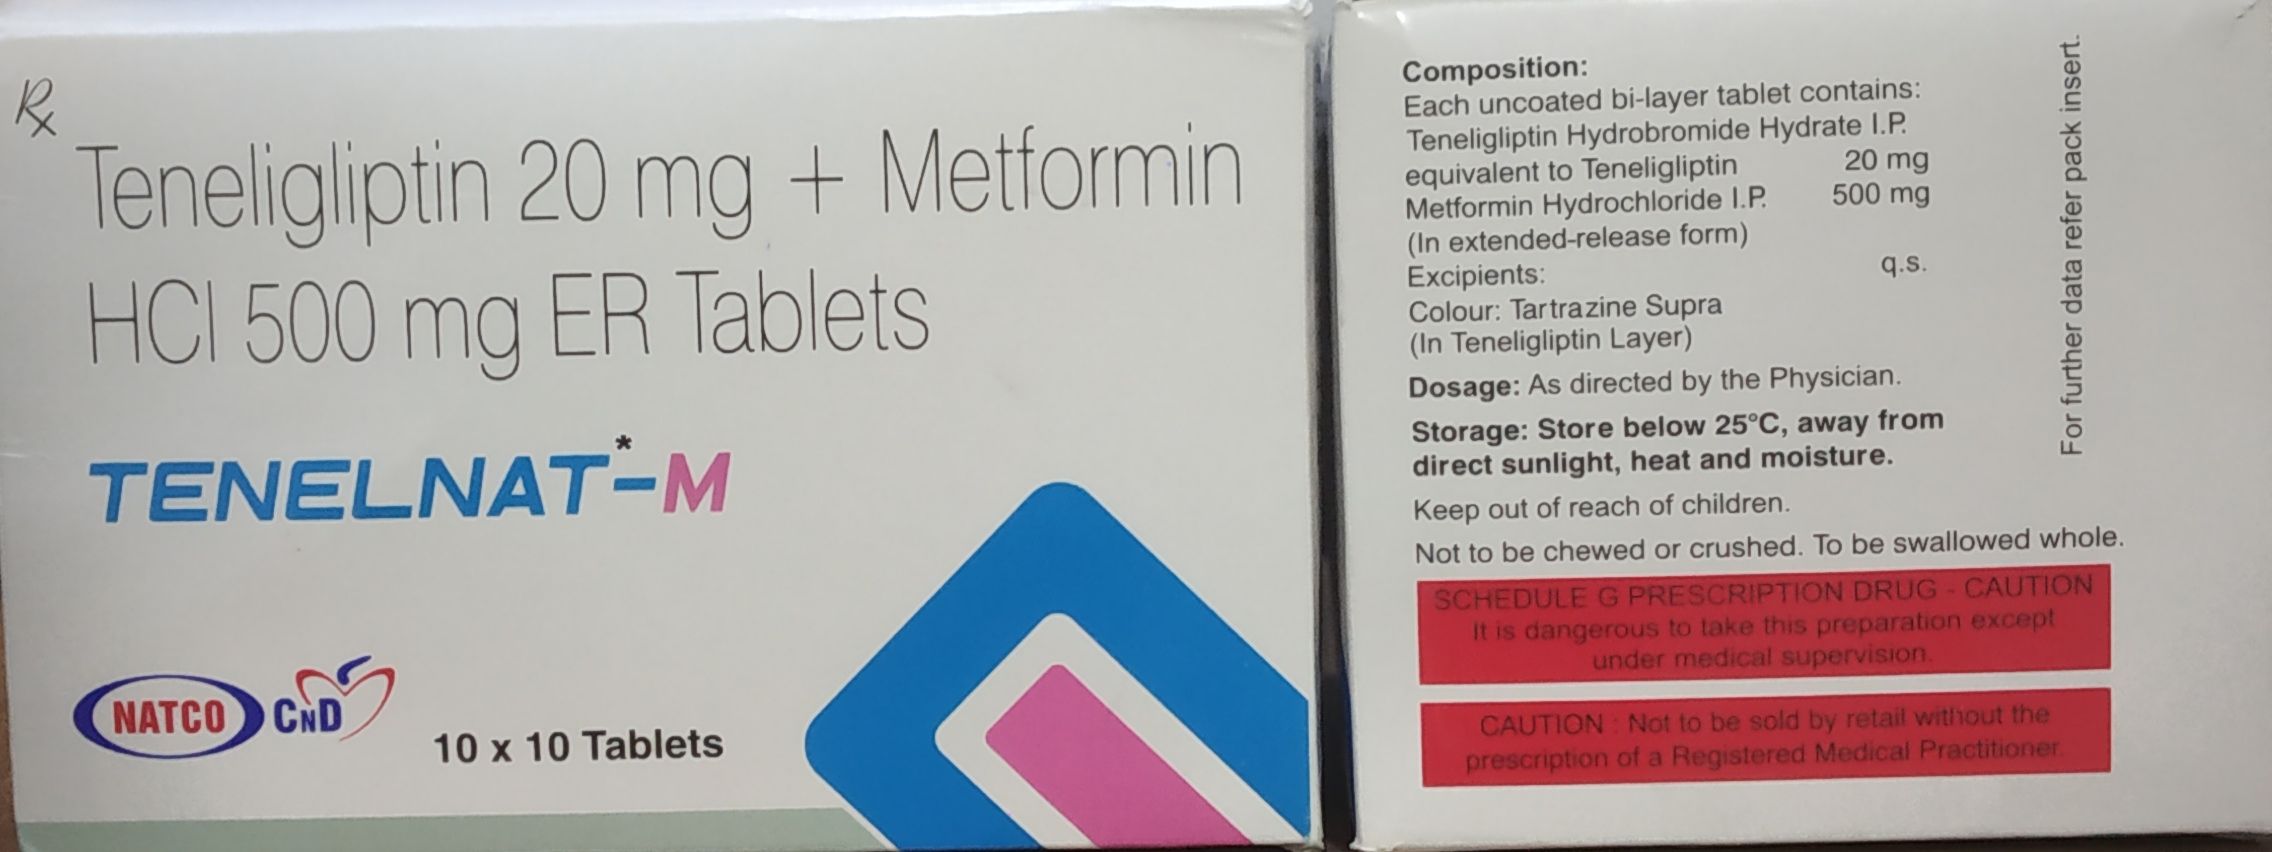 Rx
Teneligliptin 20 mg + Metformin
HCl 500 mg ER Tablets
TENELNAT*-M
NATCO CND
10 x 10 Tablets
Composition:
Each uncoated bi-layer tablet contains:
Teneligliptin Hydrobromide Hydrate I.P.
equivalent to Teneligliptin 20 mg
Metformin Hydrochloride I.P. 500 mg
(In extended-release form)
Excipients: q.s.
Colour: Tartrazine Supra
(In Teneligliptin Layer)
Dosage: As directed by the Physician.
Storage: Store below 25°C, away from
direct sunlight, heat and moisture.
Keep out of reach of children.
Not to be chewed or crushed. To be swallowed whole.
SCHEDULE G PRESCRIPTION DRUG - CAUTION
It is dangerous to take this preparation except
under medical supervision.
CAUTION : Not to be sold by retail without the
prescription of a Registered Medical Practitioner.
For further data refer pack insert.